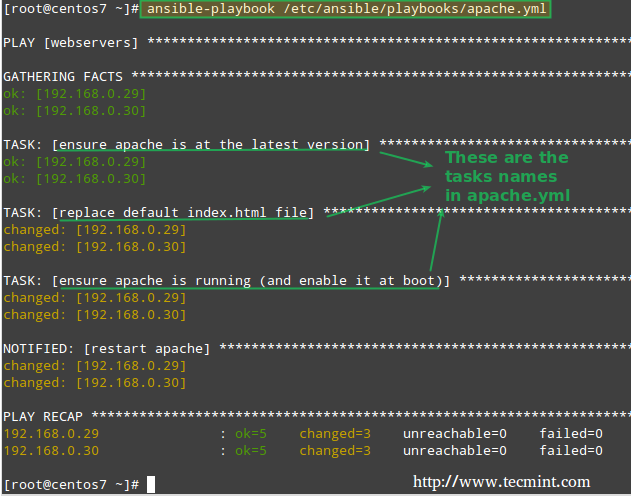 [root@centos7 ~]# ansible-playbook /etc/ansible/playbooks/apache.yml
PLAY [webservers] ****************************************************************
GATHERING FACTS ***************************************************************
ok: [192.168.0.29]
ok: [192.168.0.30]
TASK: [ensure apache is at the latest version] ********************************
ok: [192.168.0.29]
ok: [192.168.0.30]
These are the
tasks names
in apache.yml
TASK: [replace default index.html file] ***************************************
changed: [192.168.0.29]
changed: [192.168.0.30]
TASK: [ensure apache is running (and enable it at boot)] **********************
changed: [192.168.0.29]
changed: [192.168.0.30]
NOTIFIED: [restart apache] ****************************************************
changed: [192.168.0.29]
changed: [192.168.0.30]
PLAY RECAP ********************************************************************
192.168.0.29 : ok=5 changed=3 unreachable=0 failed=0
192.168.0.30 : ok=5 changed=3 unreachable=0 failed=0
[root@centos7 ~]#
http://www.tecmint.com